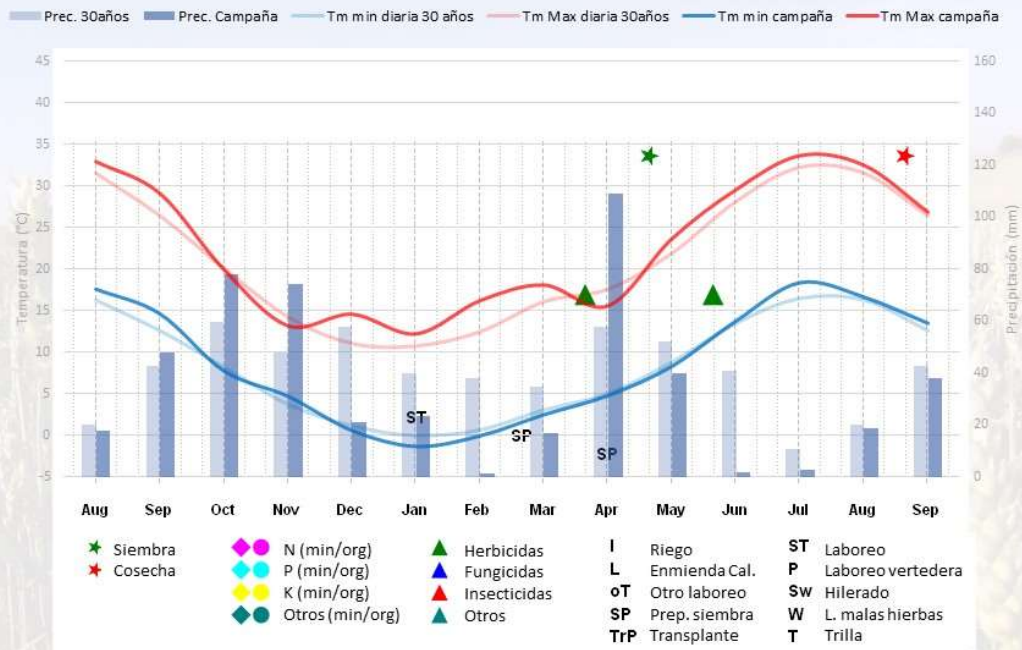 Prec. 30años Prec. Campaña Tm min diaria 30 años Tm Max diaria 30años Tm min campaña Tm Max campaña
45 160
40 140
35 120
30 100
25 80
20 60
15 40
10 20
5 0
0
-5
Temperatura (°C)
Precipitación (mm)
ST
SP
SP
Aug Sep Oct Nov Dec Jan Feb Mar Apr May Jun Jul Aug Sep
Siembra N (min/org) Herbicidas I Riego ST Laboreo
Cosecha P (min/org) Fungicidas L Enmienda Cal. P Laboreo vertedera
K (min/org) Insecticidas oT Otro laboreo Sw Hilerado
Otros (min/org) Otros SP Prep. siembra W L. malas hierbas
TrP Transplante T Trilla